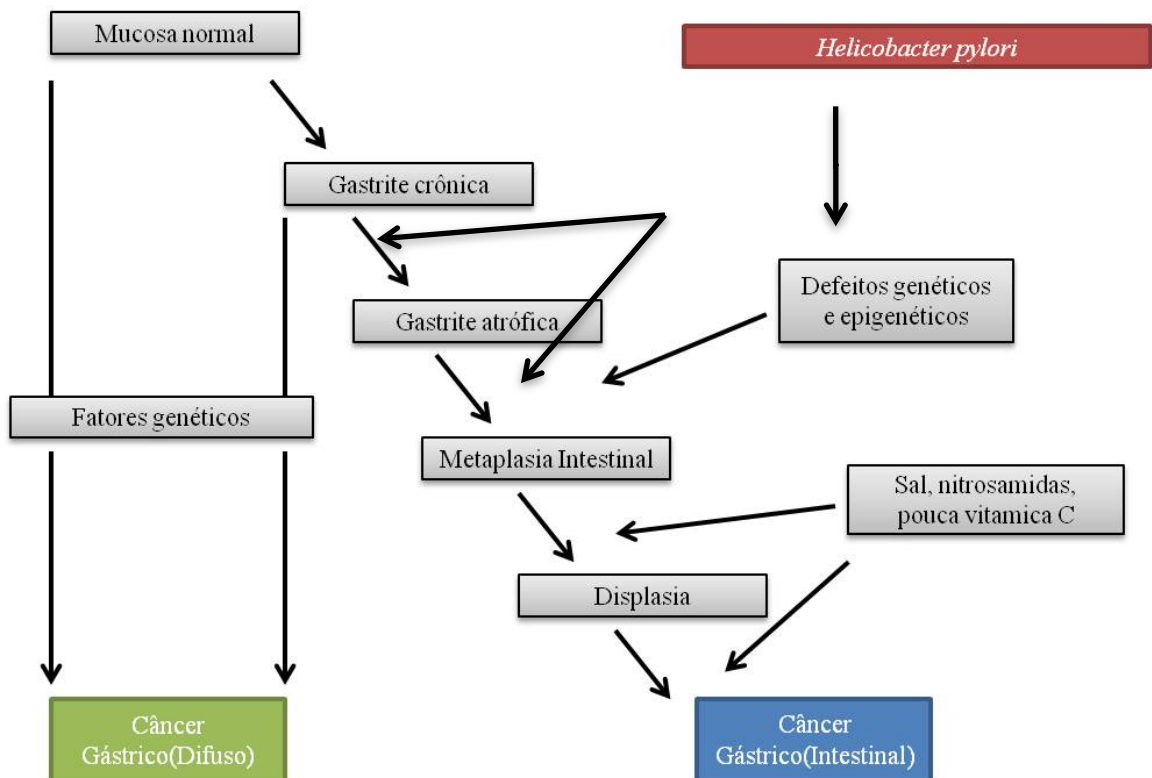 Mucosa normal
Helicobacter pylori
Gastrite crônica
Defeitos genéticos
e epigenéticos
Gastrite atrófica
Fatores genéticos
Metaplasia Intestinal
Sal, nitrosamidas,
pouca vitamica C
Displasia
Câncer
Gástrico(Difuso)
Câncer
Gástrico(Intestinal)